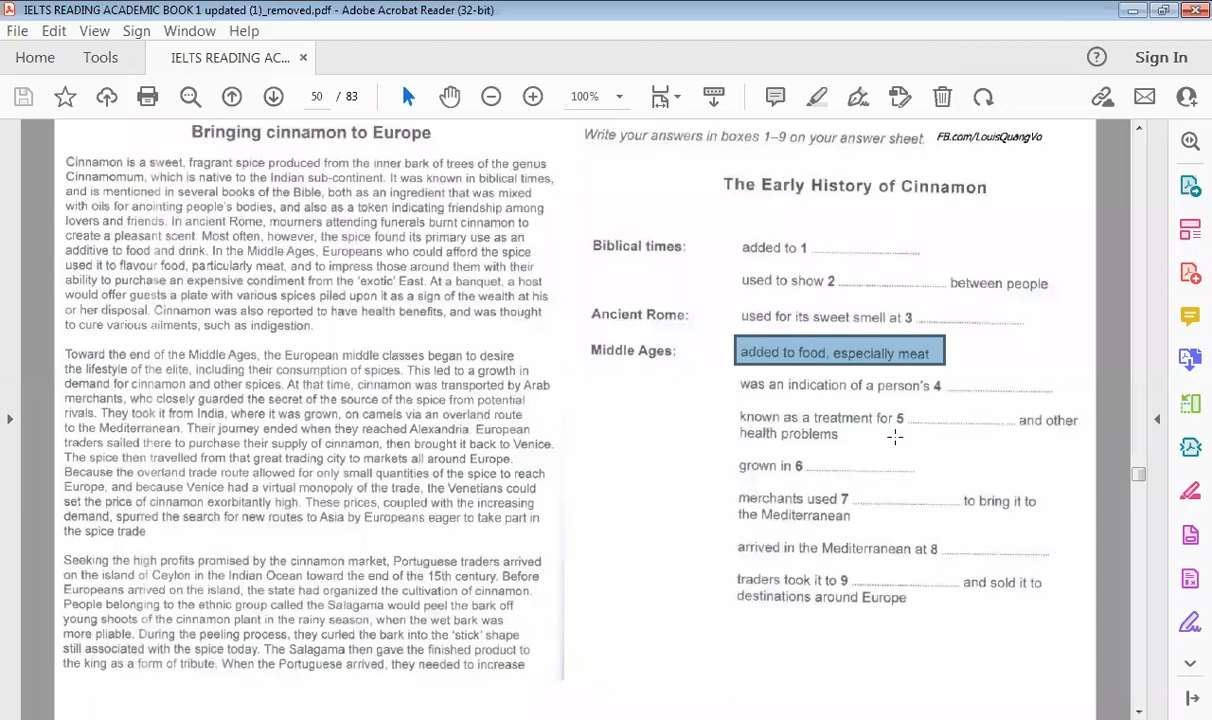 IELTS READING ACADEMIC BOOK 1 updated (1)_removed.pdf - Adobe Acrobat Reader (32-bit)
File Edit View Sign Window Help
Home Tools IELTS READING AC... × Sign In
50 / 83 100%
Bringing cinnamon to Europe
Cinnamon is a sweet, fragrant spice produced from the inner bark of trees of the genus
Cinnamomum, which is native to the Indian sub-continent. It was known in biblical times,
and is mentioned in several books of the Bible, both as an ingredient that was mixed
with oils for anointing people's bodies, and also as a token indicating friendship among
lovers and friends. In ancient Rome, mourners attending funerals burnt cinnamon to
create a pleasant scent. Most often, however, the spice found its primary use as an
additive to food and drink. In the Middle Ages, Europeans who could afford the spice
used it to flavour food, particularly meat, and to impress those around them with their
ability to purchase an expensive condiment from the 'exotic' East. At a banquet, a host
would offer guests a plate with various spices piled upon it as a sign of the wealth at his
or her disposal. Cinnamon was also reported to have health benefits, and was thought
to cure various ailments, such as indigestion.
Toward the end of the Middle Ages, the European middle classes began to desire
the lifestyle of the elite, including their consumption of spices. This led to a growth in
demand for cinnamon and other spices. At that time, cinnamon was transported by Arab
merchants, who closely guarded the secret of the source of the spice from potential
rivals. They took it from India, where it was grown, on camels via an overland route
to the Mediterranean. Their journey ended when they reached Alexandria. European
traders sailed there to purchase their supply of cinnamon, then brought it back to Venice.
The spice then travelled from that great trading city to markets all around Europe.
Because the overland trade route allowed for only small quantities of the spice to reach
Europe, and because Venice had a virtual monopoly of the trade, the Venetians could
set the price of cinnamon exorbitantly high. These prices, coupled with the increasing
demand, spurred the search for new routes to Asia by Europeans eager to take part in
the spice trade.
Seeking the high profits promised by the cinnamon market, Portuguese traders arrived
on the island of Ceylon in the Indian Ocean toward the end of the 15th century. Before
Europeans arrived on the island, the state had organized the cultivation of cinnamon.
People belonging to the ethnic group called the Salagama would peel the bark off
young shoots of the cinnamon plant in the rainy season, when the wet bark was
more pliable. During the peeling process, they curled the bark into the 'stick' shape
still associated with the spice today. The Salagama then gave the finished product to
the king as a form of tribute. When the Portuguese arrived, they needed to increase
Write your answers in boxes 1–9 on your answer sheet. FB.com/LouisQuangVo
The Early History of Cinnamon
Biblical times: added to 1
used to show 2 between people
Ancient Rome: used for its sweet smell at 3
Middle Ages: added to food, especially meat
was an indication of a person's 4
known as a treatment for 5 and other
health problems
grown in 6
merchants used 7 to bring it to
the Mediterranean
arrived in the Mediterranean at 8
traders took it to 9 and sold it to
destinations around Europe